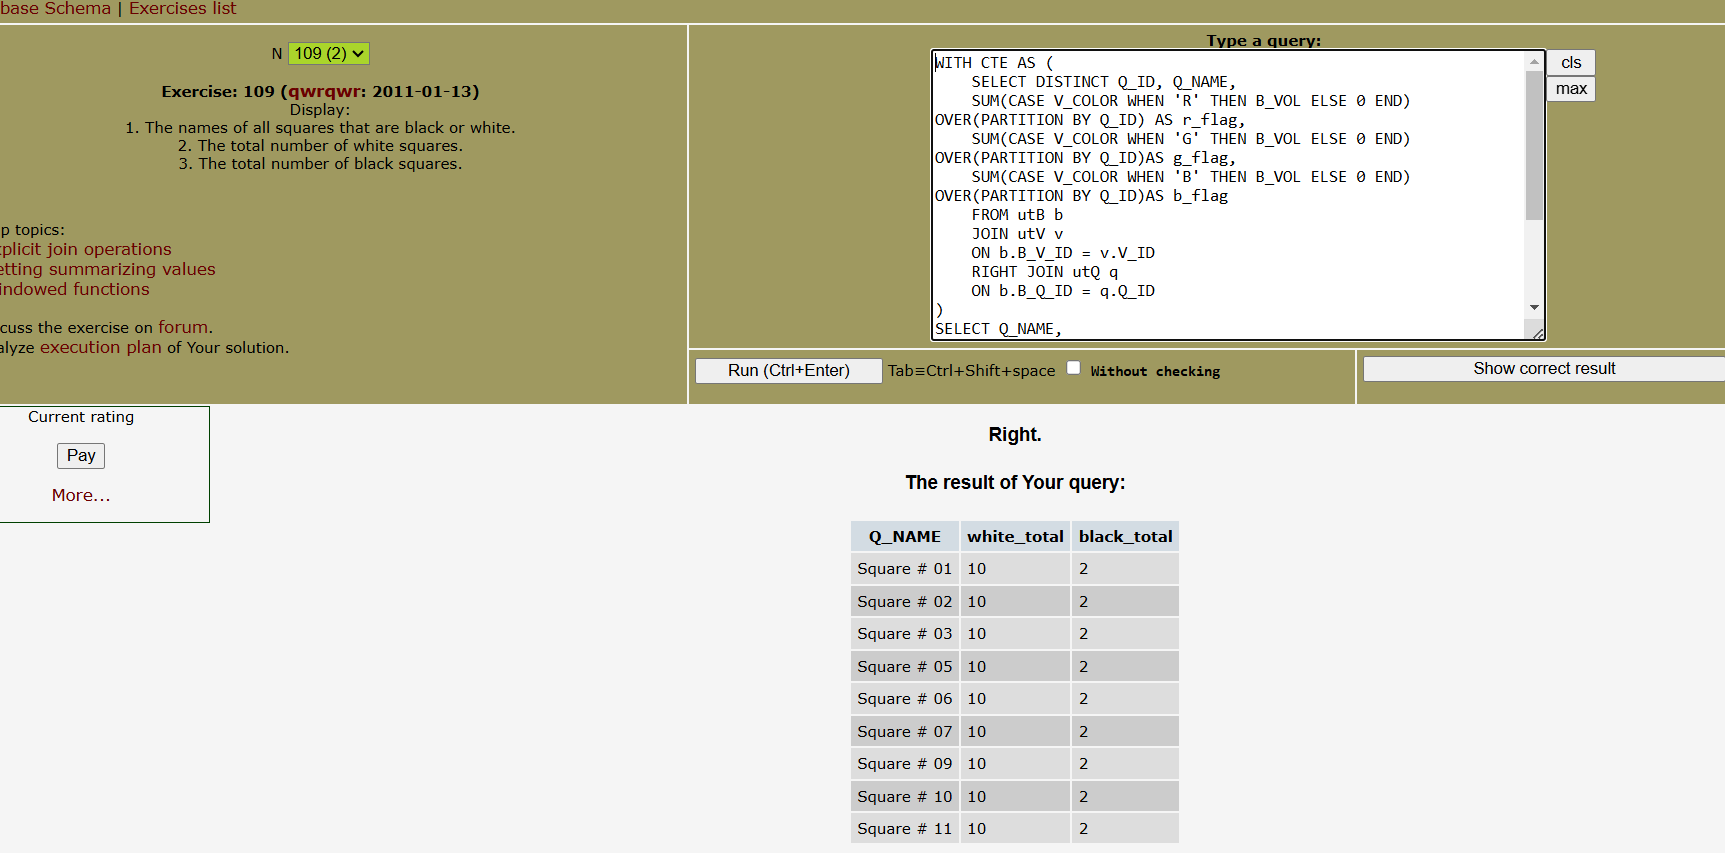 base Schema | Exercises list
N 109 (2)
Exercise: 109 (qwrqwr: 2011-01-13)
Display:
1. The names of all squares that are black or white.
2. The total number of white squares.
3. The total number of black squares.
p topics:
plicit join operations
etting summarizing values
indowed functions
cuss the exercise on forum.
alyze execution plan of Your solution.
Type a query:
WITH CTE AS (
SELECT DISTINCT Q_ID, Q_NAME,
SUM(CASE V_COLOR WHEN 'R' THEN B_VOL ELSE 0 END)
OVER(PARTITION BY Q_ID) AS r_flag,
SUM(CASE V_COLOR WHEN 'G' THEN B_VOL ELSE 0 END)
OVER(PARTITION BY Q_ID)AS g_flag,
SUM(CASE V_COLOR WHEN 'B' THEN B_VOL ELSE 0 END)
OVER(PARTITION BY Q_ID)AS b_flag
FROM utB b
JOIN utV v
ON b.B_V_ID = v.V_ID
RIGHT JOIN utQ q
ON b.B_Q_ID = q.Q_ID
)
SELECT Q_NAME,
cls
max
Run (Ctrl+Enter) Tab≡Ctrl+Shift+space Without checking
Show correct result
Current rating
Pay
More...
Right.
The result of Your query:
Q_NAME white_total black_total
Square # 01 10 2
Square # 02 10 2
Square # 03 10 2
Square # 05 10 2
Square # 06 10 2
Square # 07 10 2
Square # 09 10 2
Square # 10 10 2
Square # 11 10 2